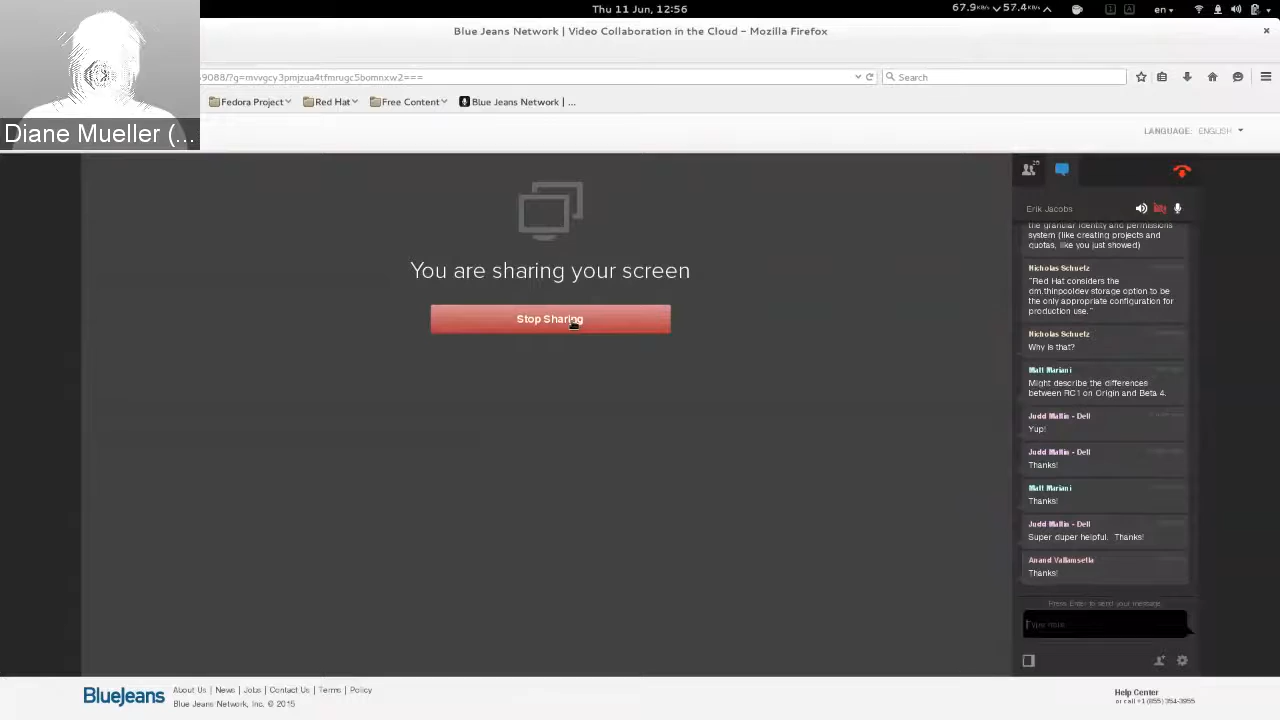 Thu 11 Jun, 12:56
67.9 KB/s 57.4 KB/s
en
Blue Jeans Network | Video Collaboration in the Cloud – Mozilla Firefox
Diane Mueller (...
Search
Fedora Project
Red Hat
Free Content
Blue Jeans Network | ...
LANGUAGE: ENGLISH
25
Erik Jacobs
You are sharing your screen
Stop Sharing
the granular identity and permissions
system (like creating projects and
quotas, like you just showed)
Nicholas Schuetz
"Red Hat considers the
dm.thinpooldev storage option to be
the only appropriate configuration for
production use."
Nicholas Schuetz
Why is that?
Matt Mariani
Might describe the differences
between RC1 on Origin and Beta 4.
Judd Maltin - Dell
Yup!
Judd Maltin - Dell
Thanks!
Matt Mariani
Thanks!
Judd Maltin - Dell
Super duper helpful. Thanks!
Anand Vallamsetla
Thanks!
Press Enter to send your message
Type here
BlueJeans
About Us | News | Jobs | Contact Us | Terms | Policy
Blue Jeans Network, Inc. © 2015
Help Center